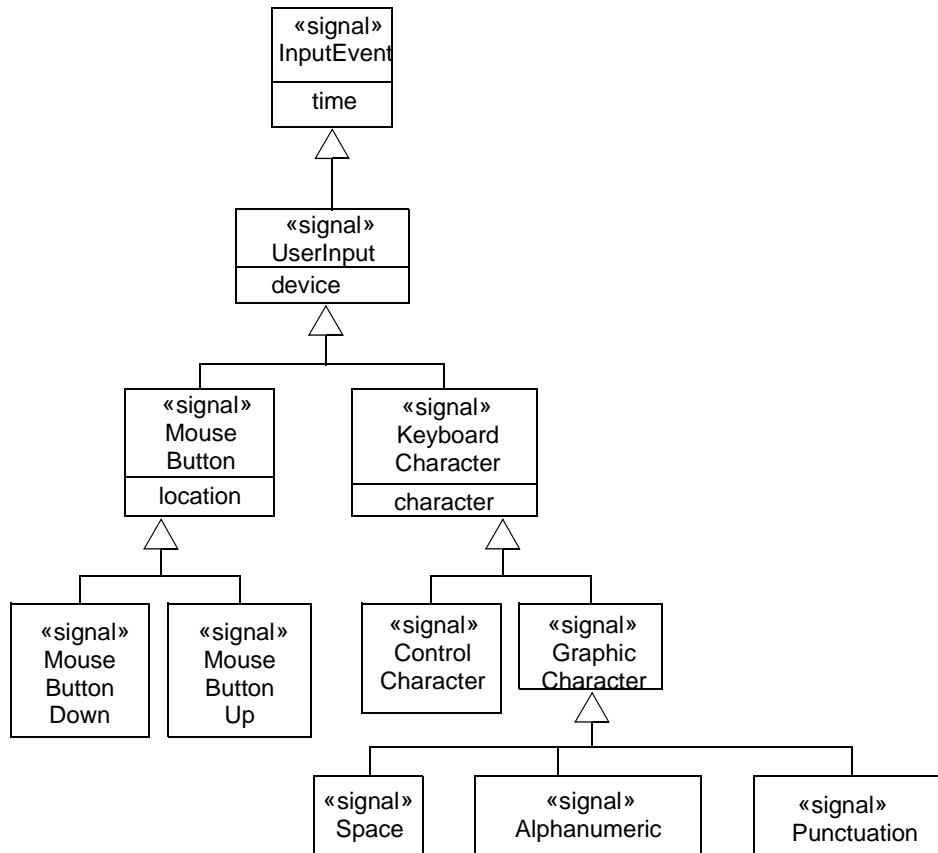 «signal»
InputEvent
time
«signal»
UserInput
device
«signal»
Mouse
Button
location
«signal»
Keyboard
Character
character
«signal»
Mouse
Button
Down
«signal»
Mouse
Button
Up
«signal»
Control
Character
«signal»
Graphic
Character
«signal»
Space
«signal»
Alphanumeric
«signal»
Punctuation